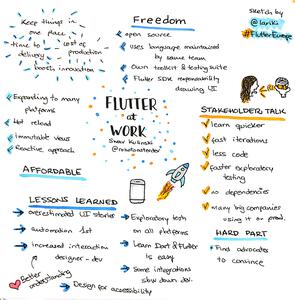 Keep things in
one place
time to
cost of
delivery
production
boosts innovation
Freedom
open source
Uses language maintained
by same team
Own toolkit & testing suite
Flutter SDK responsability
drawing UI
sketch by
@lariki
#FlutterEurope
Expanding to many
platforms
Hot reload
immutable views
Reactive approach
AFFORDABLE
FLUTTER
at
WORK
STAKEHOLDER TALK
learn quicker
fast iterations
less code
faster exploratory
testing
no dependencies
many big companies
using it on prod.
HARD PART
Find advocates
to convince
LESSONS LEARNED
overestimated UI stories
automation 1st
Increased interaction
designer - dev
Better
understanding
Design for accessibility
Exploratory tests
on all platforms
Learn Dart & Flutter
is easy
Some integrations
slow down dev.